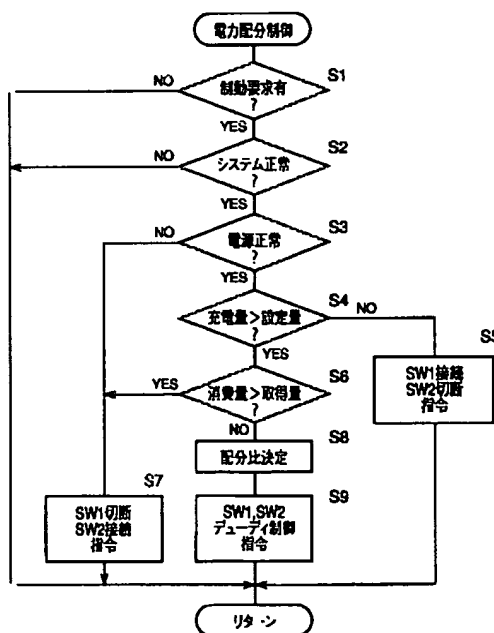 電力配分制御
S1
NO
制動要求有
?
YES
S2
NO
システム正常
?
YES
S3
NO
電源正常
?
YES
S4
NO
充電量>設定量
?
YES
S5
SW1接続
SW2切断
指令
S6
YES
消費量>取得量
?
NO
S8
配分比決定
S7
SW1切断
SW2接続
指令
S9
SW1,SW2
デューディ制御
指令
リターン